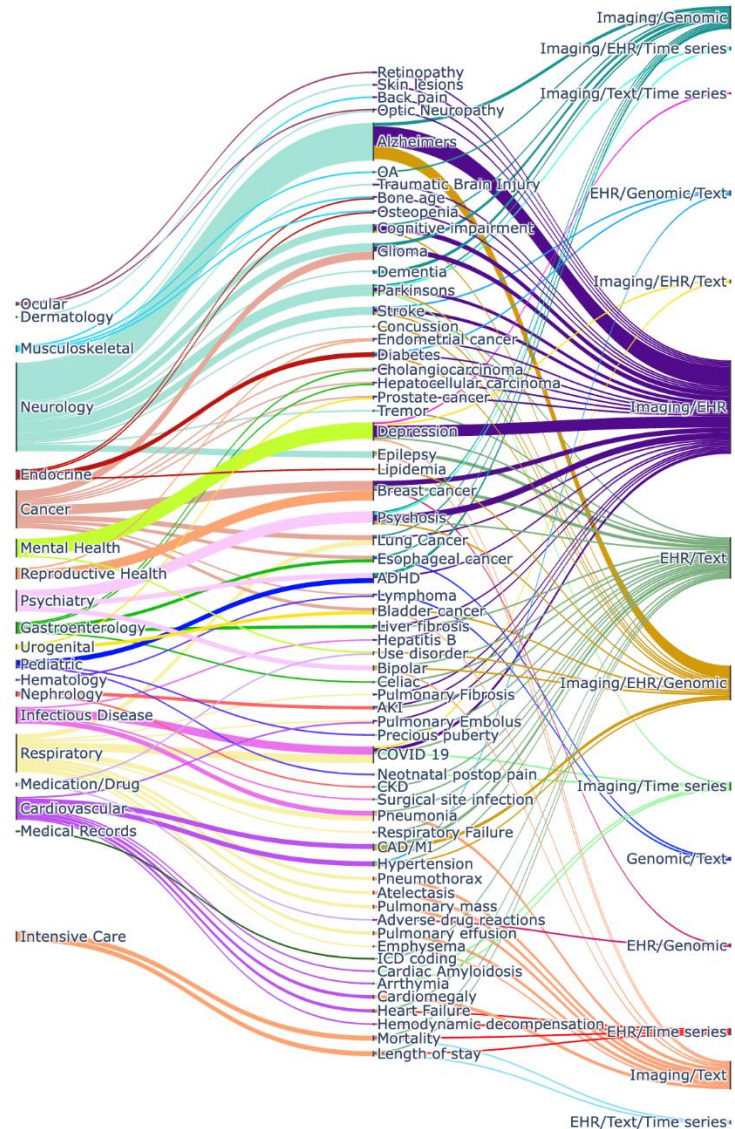 Ocular
Dermatology
Musculoskeletal
Neurology
Endocrine
Cancer
Mental Health
Reproductive Health
Psychiatry
Gastroenterology
Urogenital
Pediatric
Hematology
Nephrology
Infectious Disease
Respiratory
Medication/Drug
Cardiovascular
Medical Records
Intensive Care
Retinopathy
Skin lesions
Back pain
Optic Neuropathy
Alzheimers
OA
Traumatic Brain Injury
Bone age
Osteopenia
Cognitive impairment
Glioma
Dementia
Parkinsons
Stroke
Concussion
Endometrial cancer
Diabetes
Cholangiocarcinoma
Hepatocellular carcinoma
Prostate cancer
Tremor
Depression
Epilepsy
Lipidemia
Breast cancer
Psychosis
Lung Cancer
Esophageal cancer
ADHD
Lymphoma
Bladder cancer
Liver fibrosis
Hepatitis B
Use disorder
Bipolar
Celiac
Pulmonary Fibrosis
AKI
Pulmonary Embolus
Precious puberty
COVID 19
Neotnatal postop pain
CKD
Surgical site infection
Pneumonia
Respiratory Failure
CAD/MI
Hypertension
Pneumothorax
Atelectasis
Pulmonary mass
Adverse drug reactions
Pulmonary effusion
Emphysema
ICD coding
Cardiac Amyloidosis
Arrthymia
Cardiomegaly
Heart Failure
Hemodynamic decompensation
Mortality
Length of stay
Imaging/Genomic
Imaging/EHR/Time series
Imaging/Text/Time series
EHR/Genomic/Text
Imaging/EHR/Text
Imaging/EHR
EHR/Text
Imaging/EHR/Genomic
Imaging/Time series
Genomic/Text
EHR/Genomic
EHR/Time series
Imaging/Text
EHR/Text/Time series